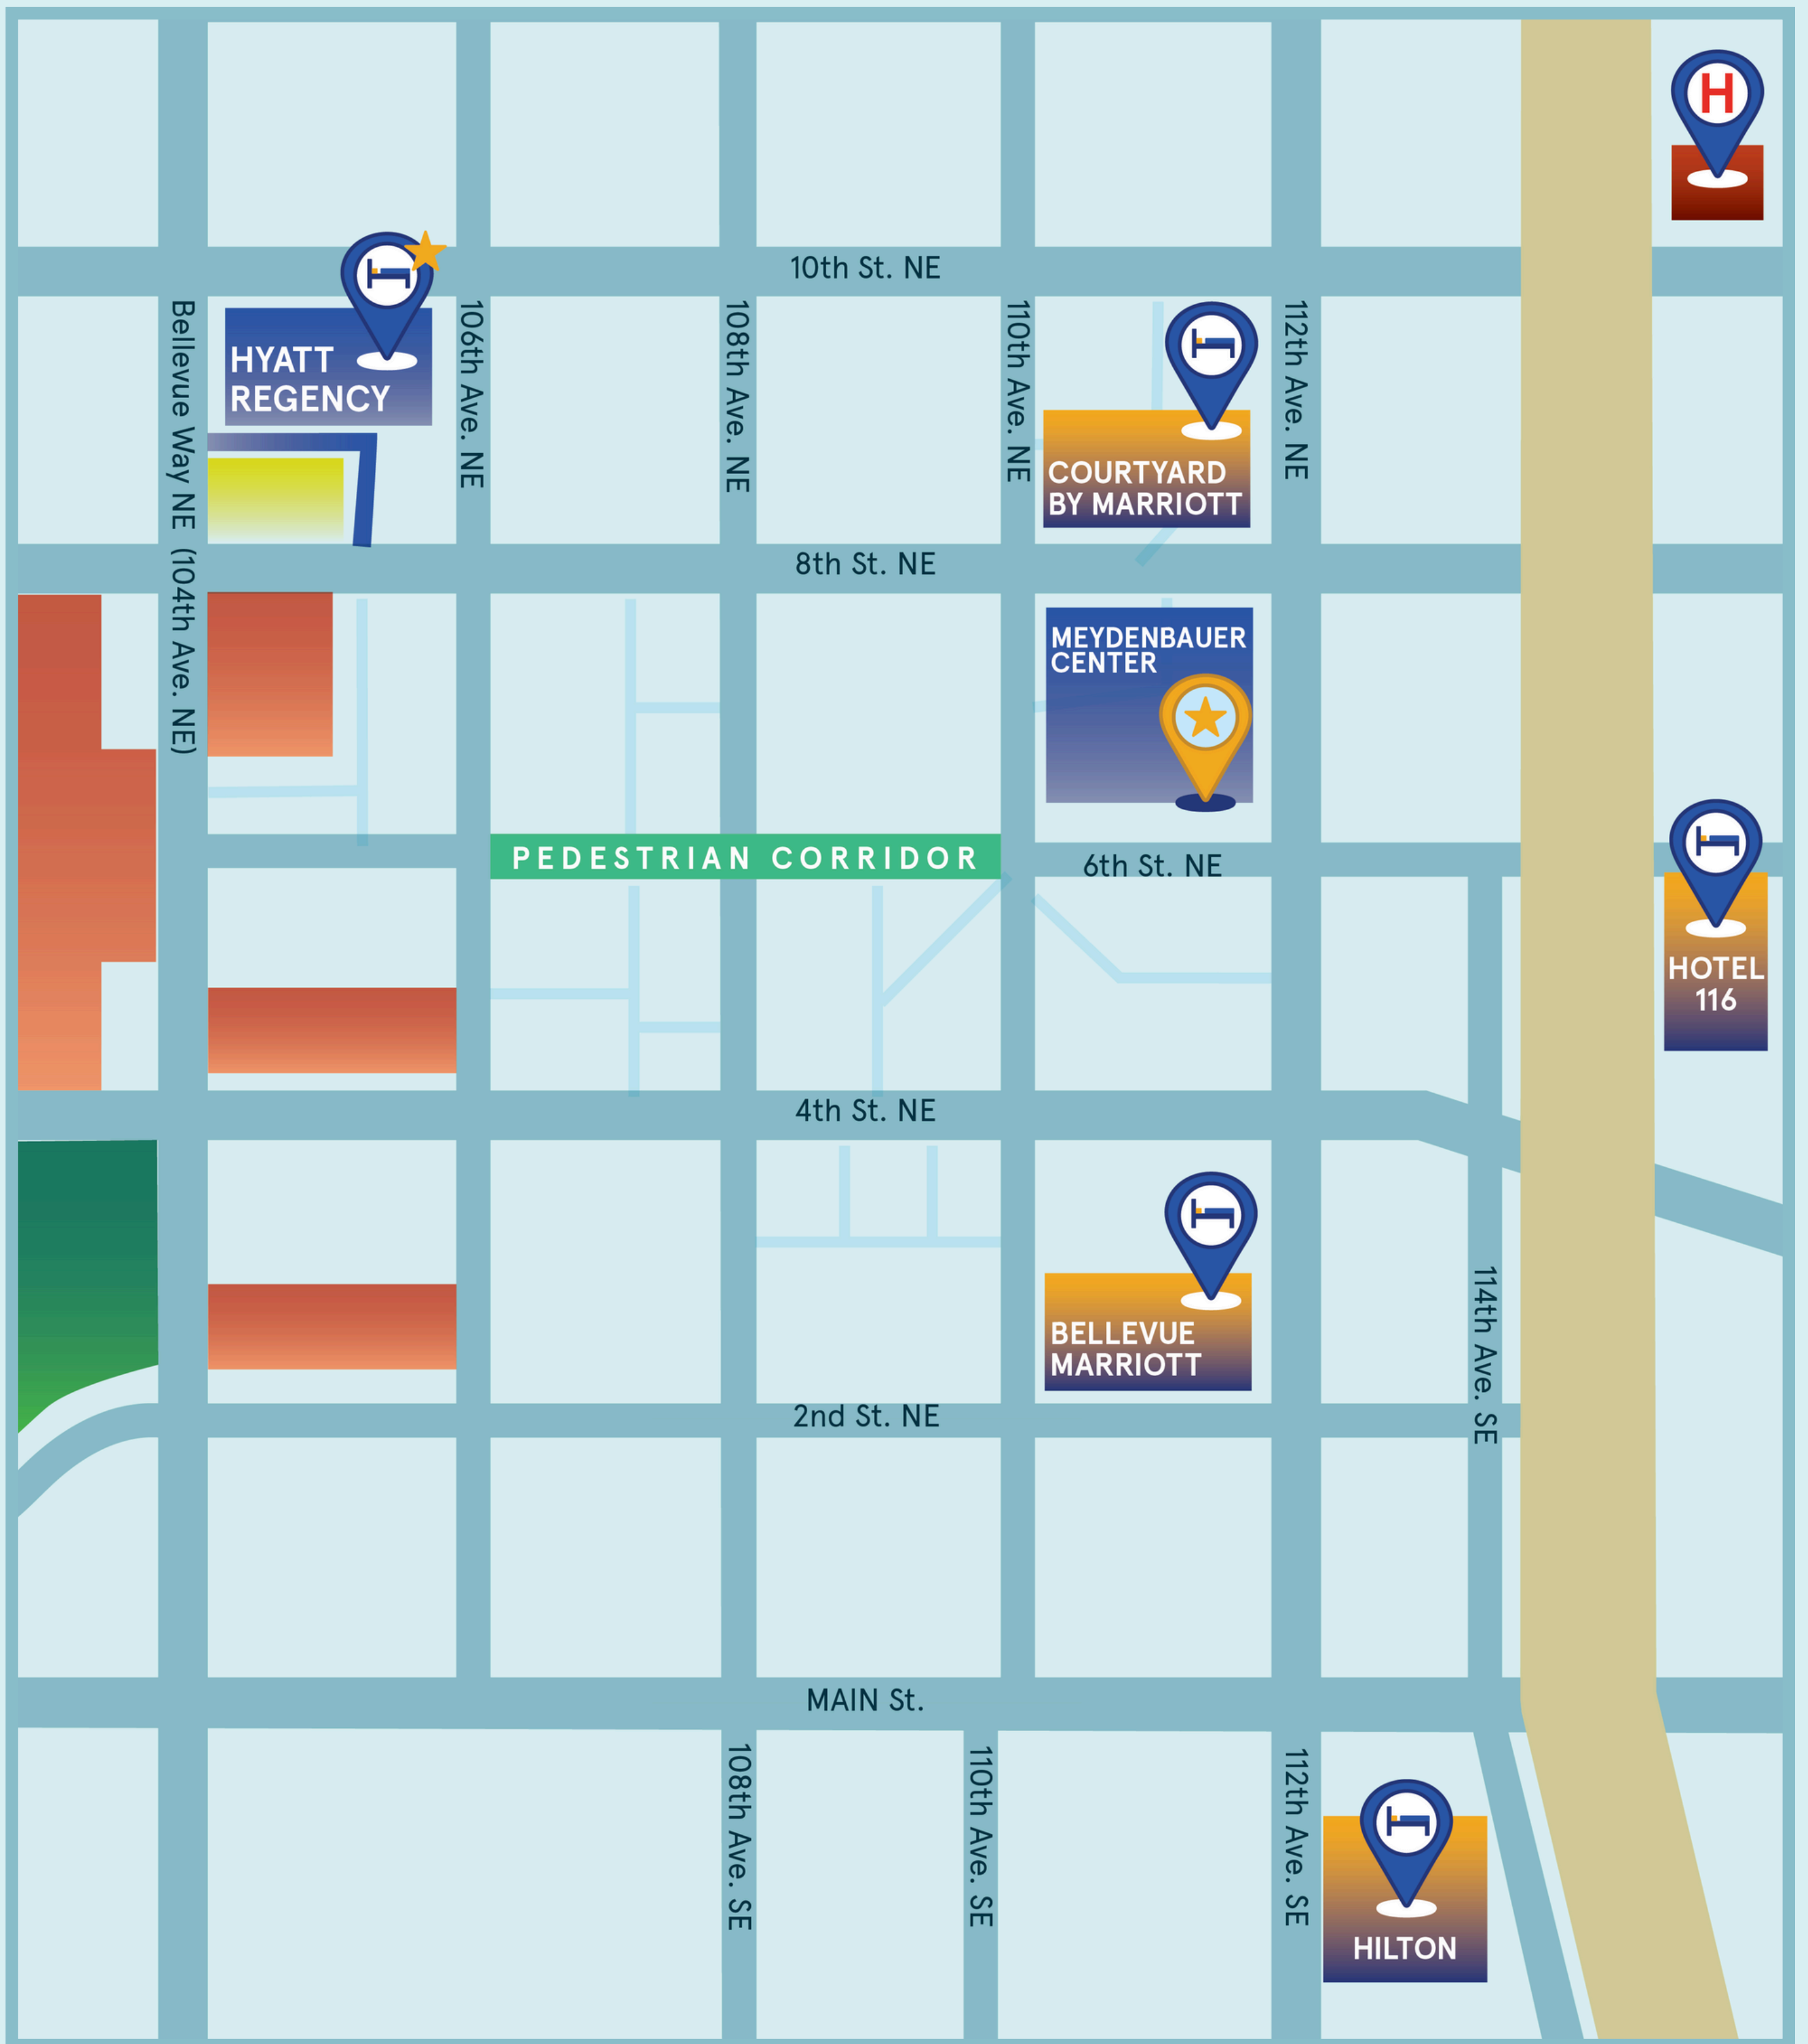 H
10th St. NE
Bellevue Way NE (104th Ave. NE)
HYATT
REGENCY
106th Ave. NE
108th Ave. NE
110th Ave. NE
112th Ave. NE
COURTYARD
BY MARRIOTT
8th St. NE
MEYDENBAUER
CENTER
PEDESTRIAN CORRIDOR
6th St. NE
HOTEL
116
4th St. NE
BELLEVUE
MARRIOTT
114th Ave. SE
2nd St. NE
MAIN St.
108th Ave. SE
110th Ave. SE
112th Ave. SE
HILTON